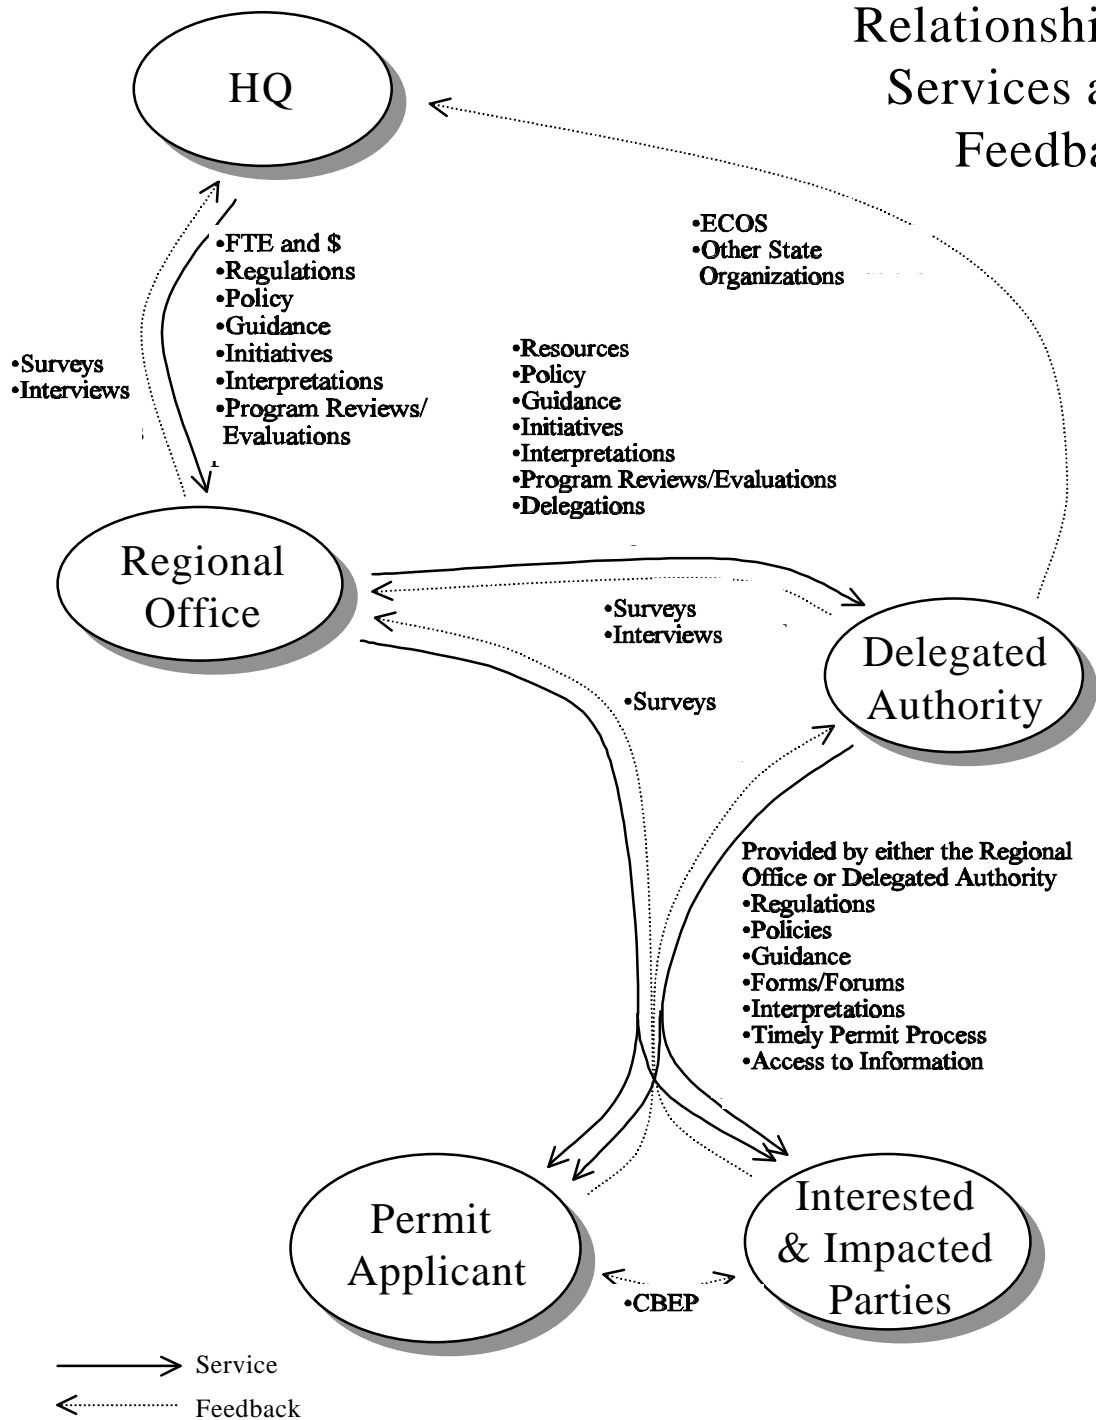 Relationshi
Services a
Feedba
HQ
•FTE and $
•Regulations
•Policy
•Guidance
•Initiatives
•Interpretations
•Program Reviews/
Evaluations
•ECOS
•Other State
Organizations
•Surveys
•Interviews
•Resources
•Policy
•Guidance
•Initiatives
•Interpretations
•Program Reviews/Evaluations
•Delegations
Regional
Office
•Surveys
•Interviews
Delegated
Authority
•Surveys
Provided by either the Regional
Office or Delegated Authority
•Regulations
•Policies
•Guidance
•Forms/Forums
•Interpretations
•Timely Permit Process
•Access to Information
Permit
Applicant
Interested
& Impacted
Parties
•CBEP
Service
Feedback